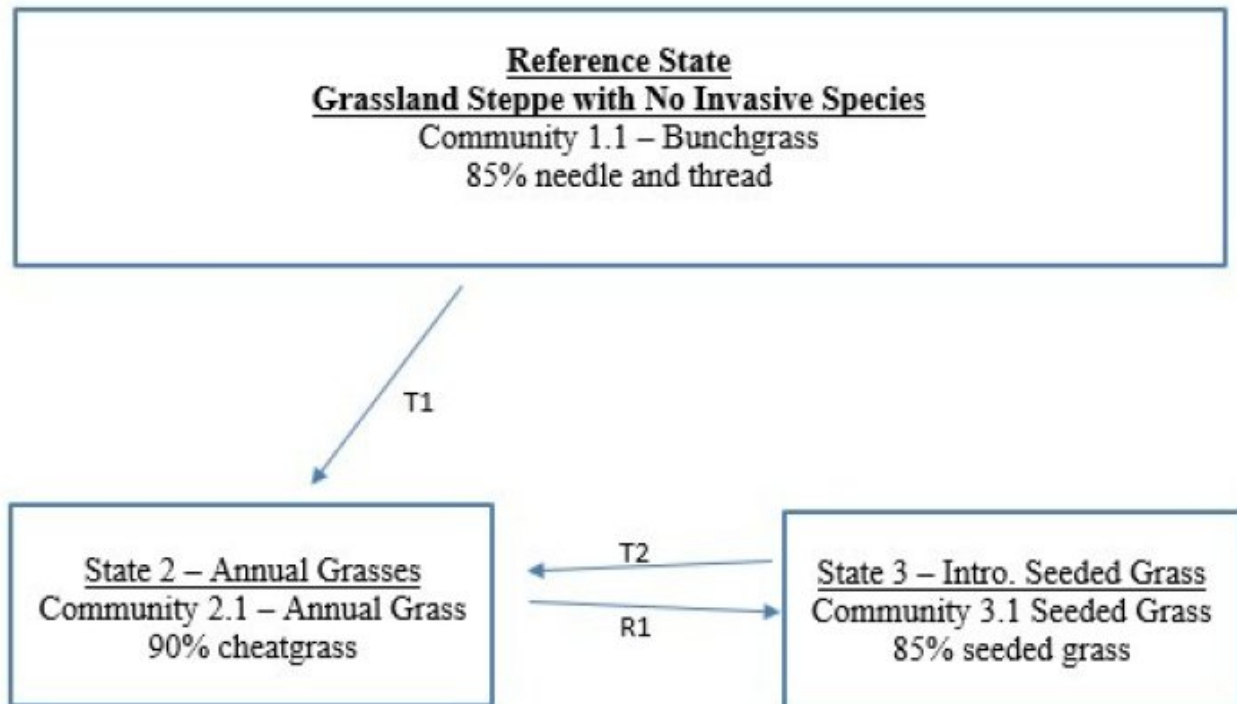 Reference State
Grassland Steppe with No Invasive Species
Community 1.1 – Bunchgrass
85% needle and thread
T1
State 2 – Annual Grasses
Community 2.1 – Annual Grass
90% cheatgrass
T2
R1
State 3 – Intro. Seeded Grass
Community 3.1 Seeded Grass
85% seeded grass